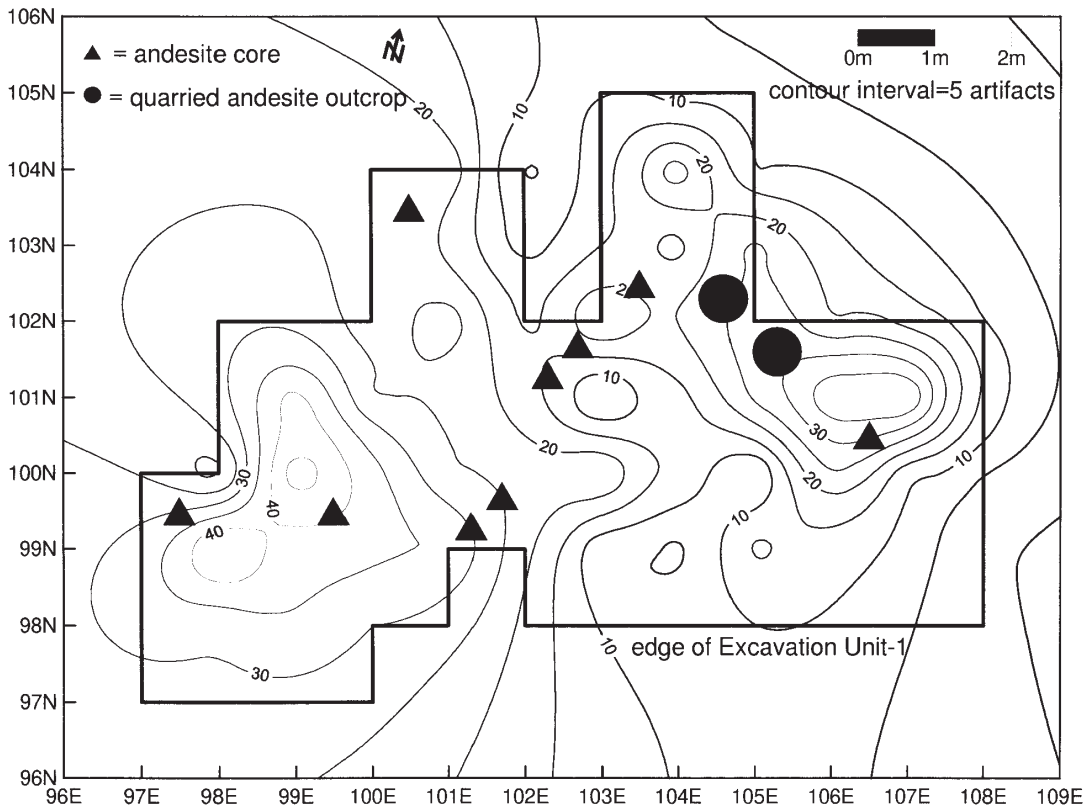 106N
105N
104N
103N
102N
101N
100N
99N
98N
97N
96N
96E 97E 98E 99E 100E 101E 102E 103E 104E 105E 106E 107E 108E 109E
= andesite core
= quarried andesite outcrop
N
0m 1m 2m
contour interval=5 artifacts
20
10
10
20
20
2
10
20
30
20
10
10
10
30
40
40
30
edge of Excavation Unit-1